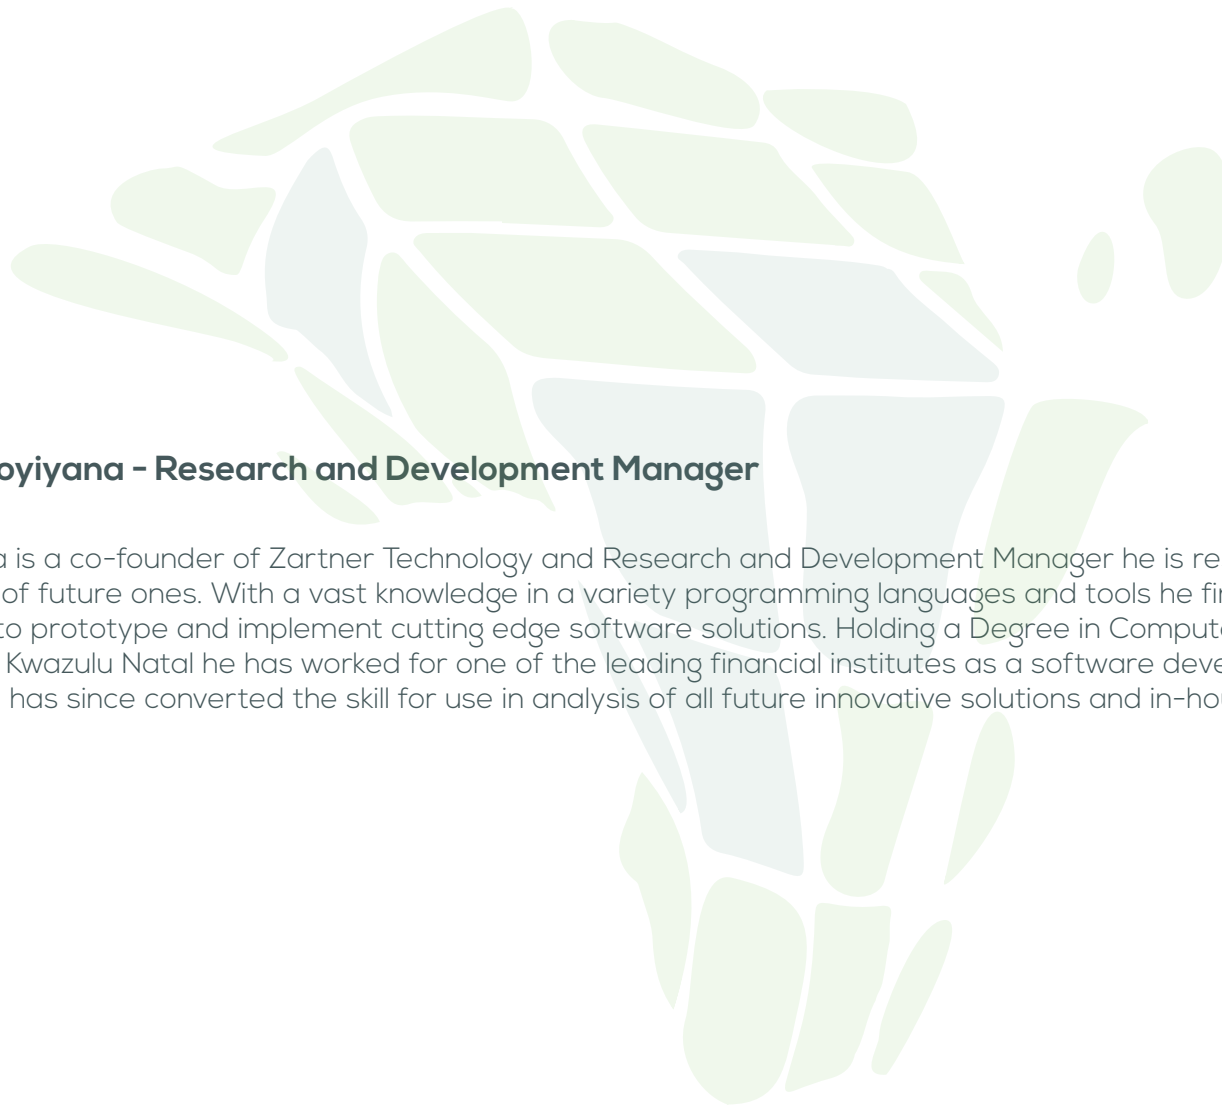 oyiyana - Research and Development Manager
a is a co-founder of Zartner Technology and Research and Development Manager he is re
of future ones. With a vast knowledge in a variety programming languages and tools he fi
to prototype and implement cutting edge software solutions. Holding a Degree in Compute
Kwazulu Natal he has worked for one of the leading financial institutes as a software deve
has since converted the skill for use in analysis of all future innovative solutions and in-hou